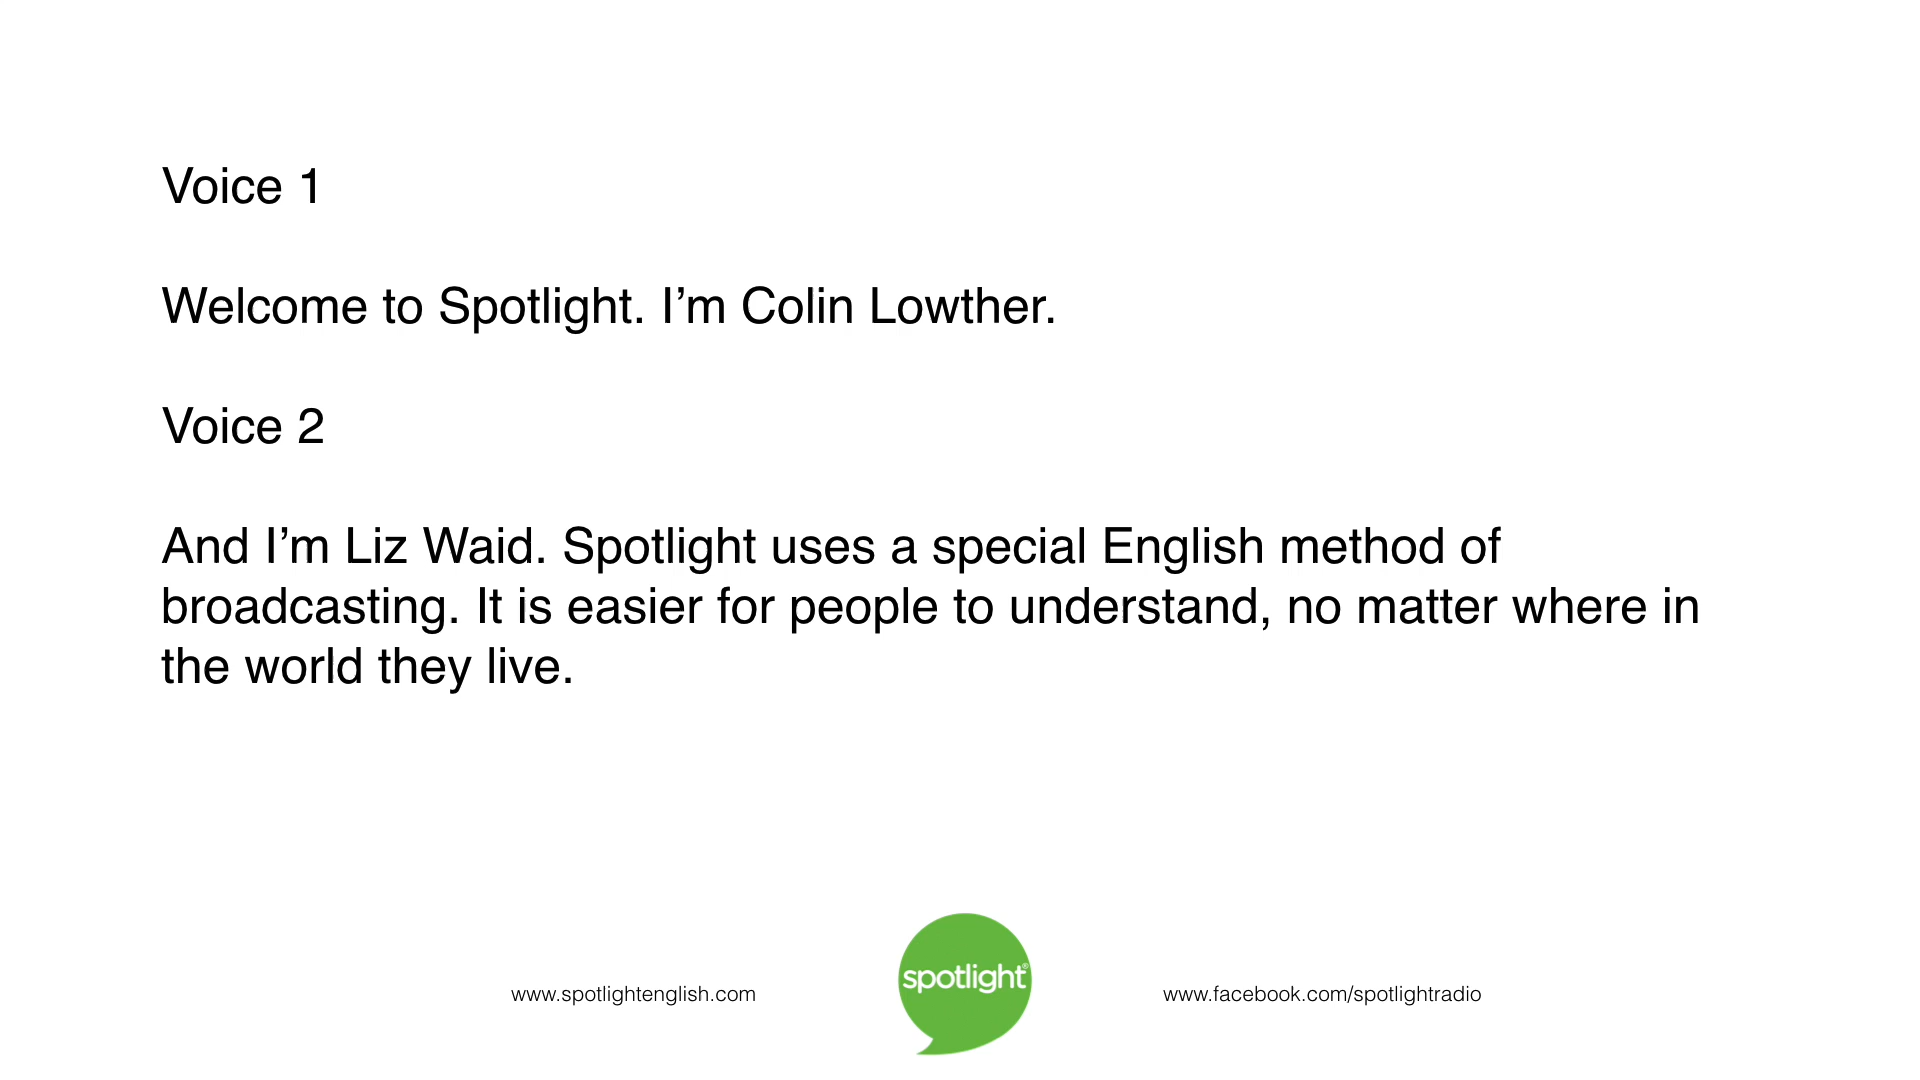 Voice 1
Welcome to Spotlight. I’m Colin Lowther.
Voice 2
And I’m Liz Waid. Spotlight uses a special English method of
broadcasting. It is easier for people to understand, no matter where in
the world they live.
www.spotlightenglish.com
spotlight®
www.facebook.com/spotlightradio